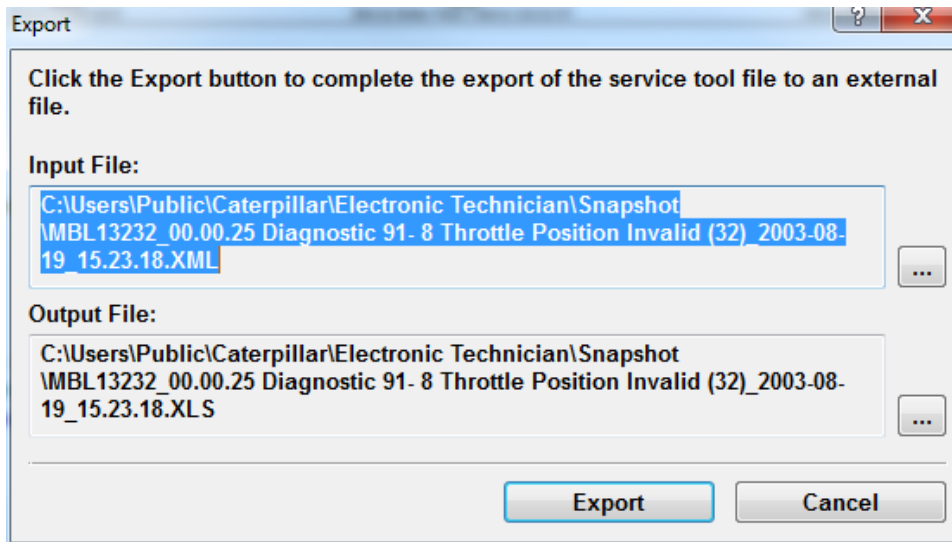 Export
?
X
Click the Export button to complete the export of the service tool file to an external
file.
Input File:
C:\Users\Public\Caterpillar\Electronic Technician\Snapshot
\MBL13232_00.00.25 Diagnostic 91- 8 Throttle Position Invalid (32)_2003-08-
19_15.23.18.XML
...
Output File:
C:\Users\Public\Caterpillar\Electronic Technician\Snapshot
\MBL13232_00.00.25 Diagnostic 91- 8 Throttle Position Invalid (32)_2003-08-
19_15.23.18.XLS
...
Export
Cancel